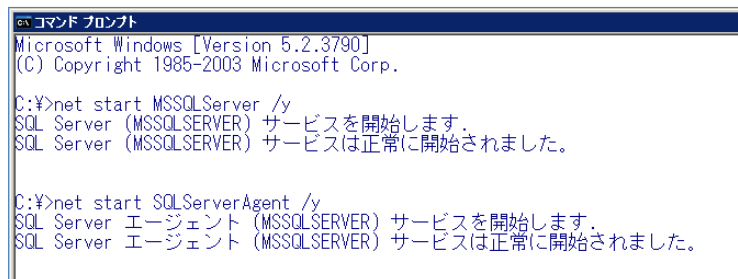 コマンド プロンプト
Microsoft Windows [Version 5.2.3790]
(C) Copyright 1985-2003 Microsoft Corp.
C:¥>net start MSSQLServer /y
SQL Server (MSSQLSERVER) サービスを開始します.
SQL Server (MSSQLSERVER) サービスは正常に開始されました。
C:¥>net start SQLServerAgent /y
SQL Server エージェント (MSSQLSERVER) サービスを開始します.
SQL Server エージェント (MSSQLSERVER) サービスは正常に開始されました。